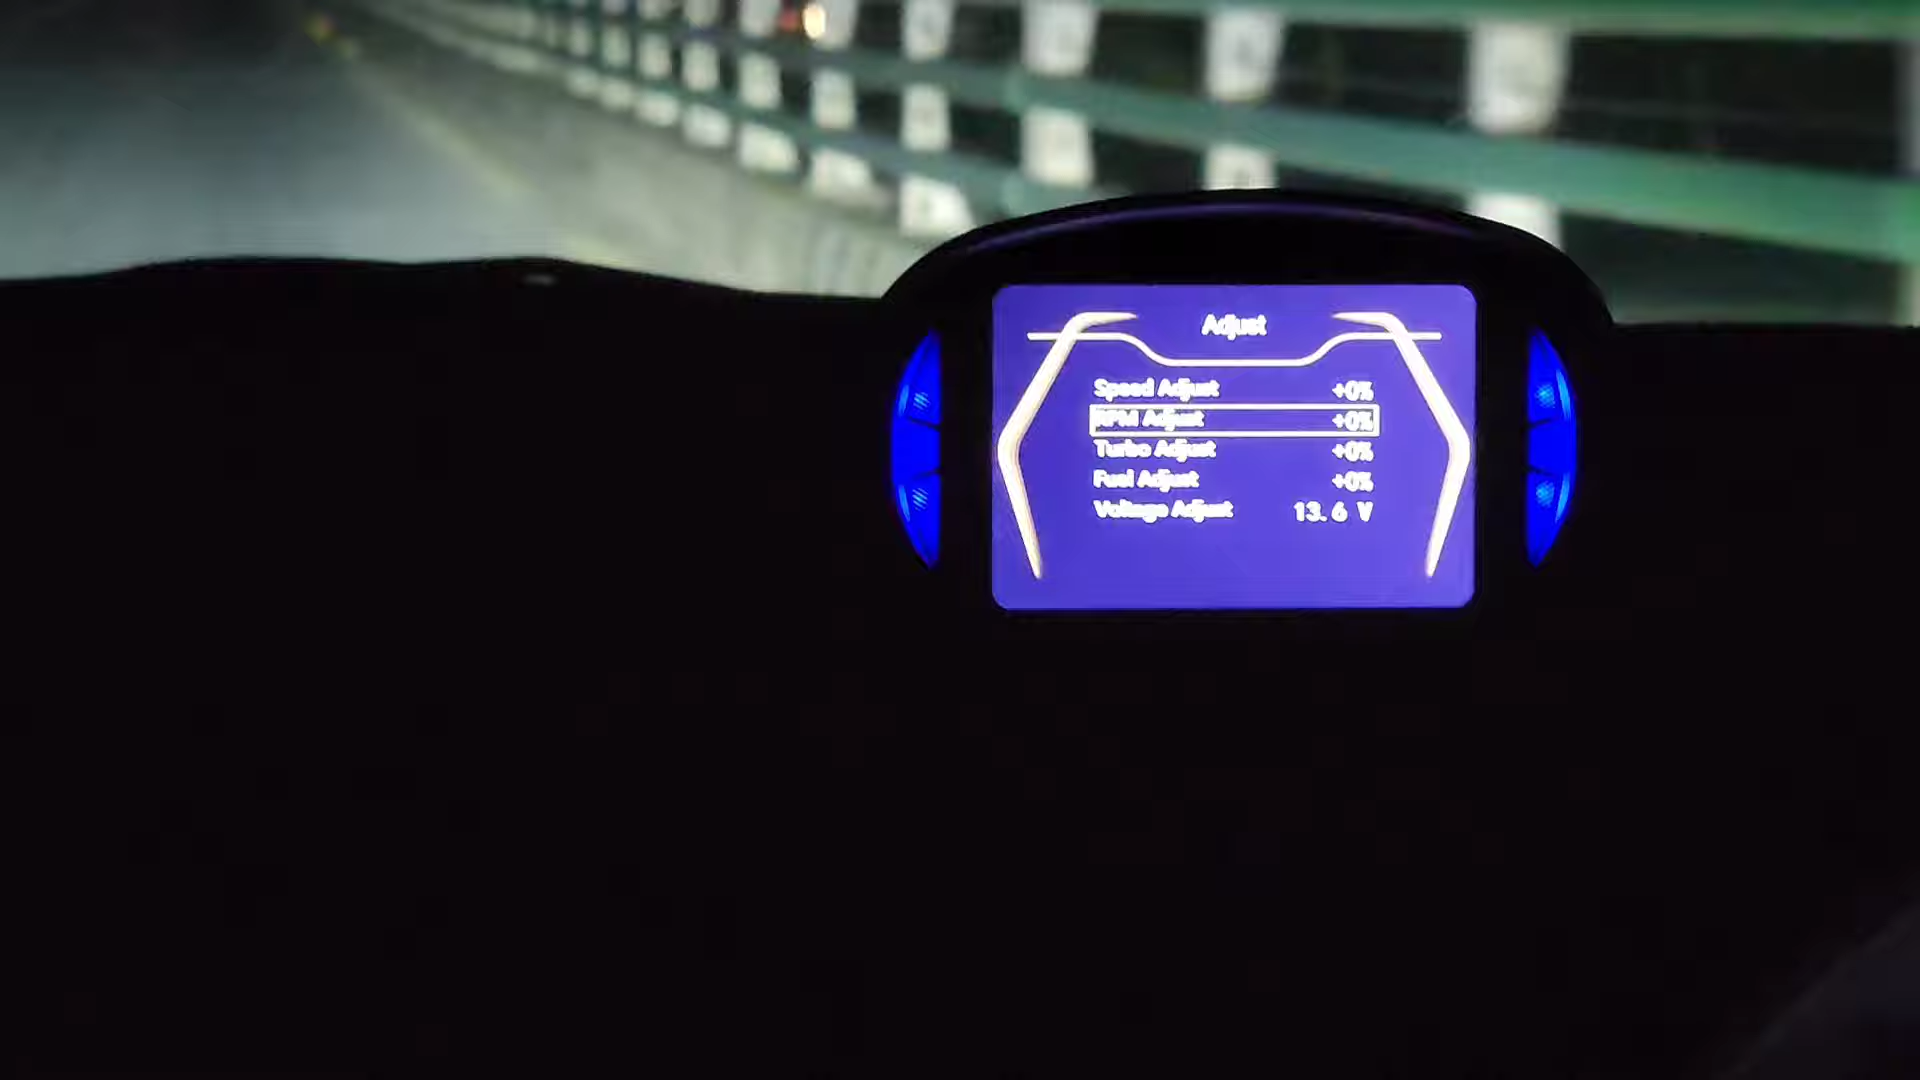 Adjust
Speed Adjust +0%
RPM Adjust +0%
Turbo Adjust +0%
Fuel Adjust +0%
Voltage Adjust 13.6 V